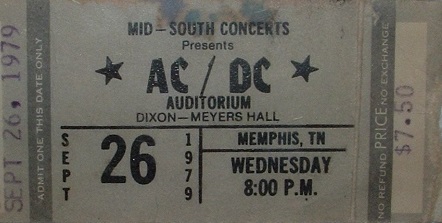 SEPT 26, 1979
ADMIT ONE THIS DATE ONLY
MID-SOUTH CONCERTS
Presents
★ AC/DC ★
AUDITORIUM
DIXON-MEYERS HALL
SEPT 26 1979
MEMPHIS, TN
WEDNESDAY
8:00 P.M.
NO REFUND PRICE NO EXCHANGE
$7.50